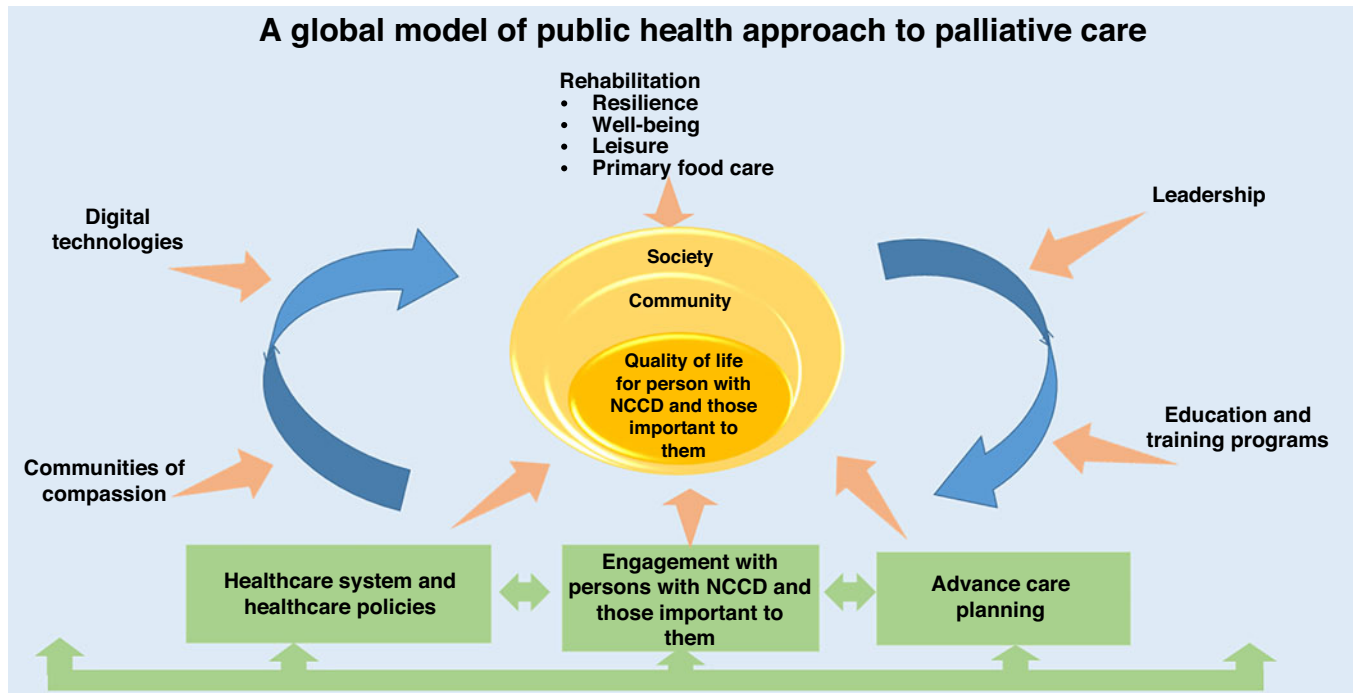 A global model of public health approach to palliative care
Rehabilitation
• Resilience
• Well-being
• Leisure
• Primary food care
Digital
technologies
Leadership
Society
Community
Quality of life
for person with
NCCD and those
important to
them
Communities of
compassion
Education and
training programs
Healthcare system and
healthcare policies
Engagement with
persons with NCCD and
those important to
them
Advance care
planning